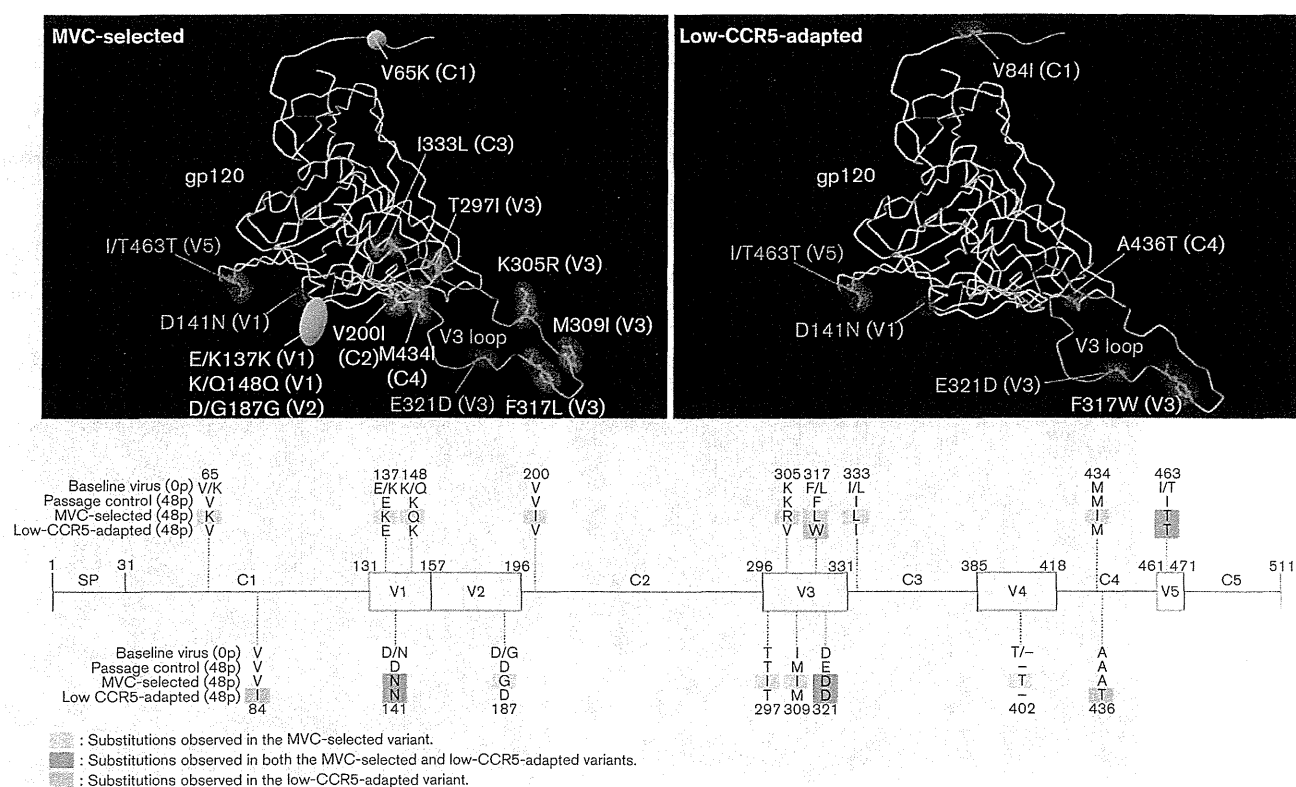 MVC-selected
V65K (C1)
I333L (C3)
gp120
T297I (V3)
I/T463T (V5)
K305R (V3)
D141N (V1)
V200I
(C2)
V3 loop
M309I (V3)
E/K137K (V1)
M434I
(C4)
K/Q148Q (V1)
E321D (V3)
F317L (V3)
D/G187G (V2)
Low-CCR5-adapted
V84I (C1)
gp120
I/T463T (V5)
A436T (C4)
D141N (V1)
V3 loop
E321D (V3)
F317W (V3)
65 137 148 200 305 317 333 434 463
Baseline virus (0p) V/K E/K K/Q V K F/L I/L M I/T
Passage control (48p) V E K V K F I M I
MVC-selected (48p) K K Q I R L L I T
Low-CCR5-adapted (48p) V E K V V W I M T
1 31 131 157 196 296 331 385 418 461 471 511
SP C1 V1 V2 C2 V3 C3 V4 C4 V5 C5
Baseline virus (0p) V D/N D/G T I D T/– A
Passage control (48p) V D D T M E – A
MVC-selected (48p) V N G I I D T A
Low CCR5-adapted (48p) I N D T M D – T
84 141 187 297 309 321 402 436
: Substitutions observed in the MVC-selected variant.
: Substitutions observed in both the MVC-selected and low-CCR5-adapted variants.
: Substitutions observed in the low-CCR5-adapted variant.